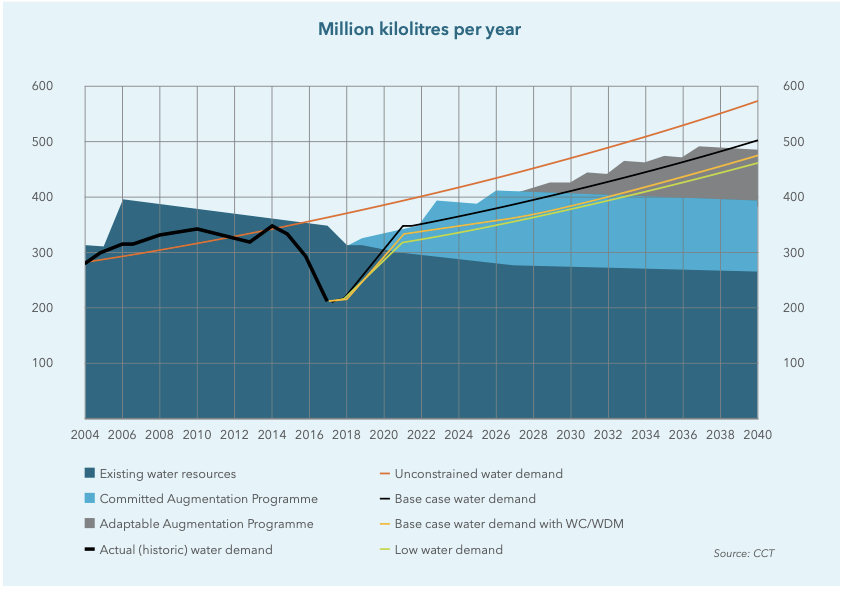 Million kilolitres per year
600 600
500 500
400 400
300 300
200 200
100 100
2004 2006 2008 2010 2012 2014 2016 2018 2020 2022 2024 2026 2028 2030 2032 2034 2036 2038 2040
Existing water resources
Committed Augmentation Programme
Adaptable Augmentation Programme
Actual (historic) water demand
Unconstrained water demand
Base case water demand
Base case water demand with WC/WDM
Low water demand
Source: CCT